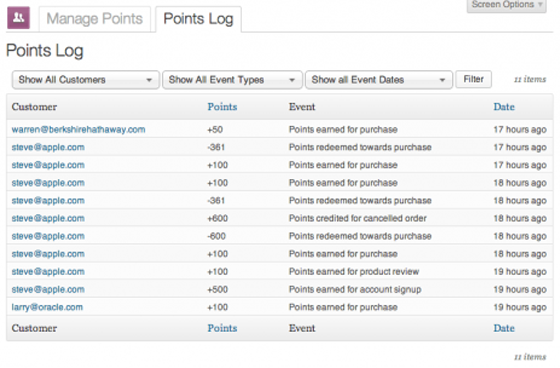 Screen Options
Manage Points Points Log
Points Log
Show All Customers Show All Event Types Show all Event Dates Filter 11 items
Customer Points Event Date
warren@berkshirehathaway.com +50 Points earned for purchase 17 hours ago
steve@apple.com -361 Points redeemed towards purchase 17 hours ago
steve@apple.com +100 Points earned for purchase 17 hours ago
steve@apple.com +100 Points earned for purchase 18 hours ago
steve@apple.com -361 Points redeemed towards purchase 18 hours ago
steve@apple.com +600 Points credited for cancelled order 18 hours ago
steve@apple.com -600 Points redeemed towards purchase 18 hours ago
steve@apple.com +100 Points earned for purchase 18 hours ago
steve@apple.com +100 Points earned for product review 19 hours ago
steve@apple.com +500 Points earned for account signup 19 hours ago
larry@oracle.com +100 Points earned for purchase 19 hours ago
Customer Points Event Date
11 items